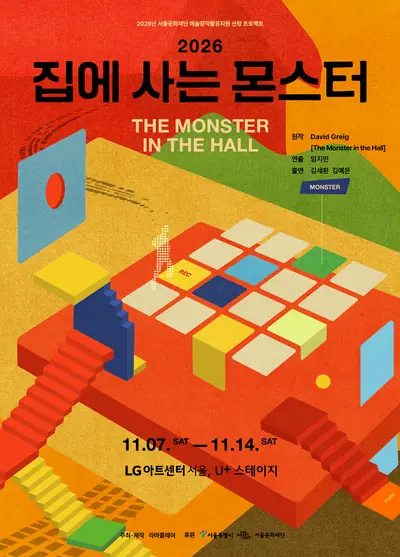 2026년 서울문화재단 예술창작활동지원 선정 프로젝트
2026
집에 사는 몬스터
THE MONSTER
IN THE HALL
원작 David Greig
[The Monster in the Hall]
연출 임지민
출연 김세환 김예은
MONSTER
REC
11.07. SAT — 11.14. SAT
LG아트센터 서울, U+ 스테이지
PUSH
주최·제작 라마플레이 후원 서울특별시 서울문화재단